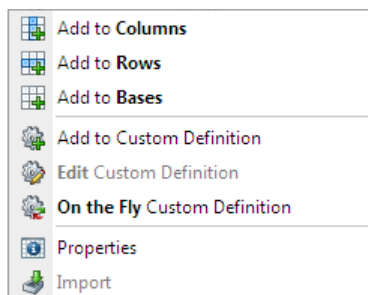 Add to Columns
Add to Rows
Add to Bases
Add to Custom Definition
Edit Custom Definition
On the Fly Custom Definition
Properties
Import